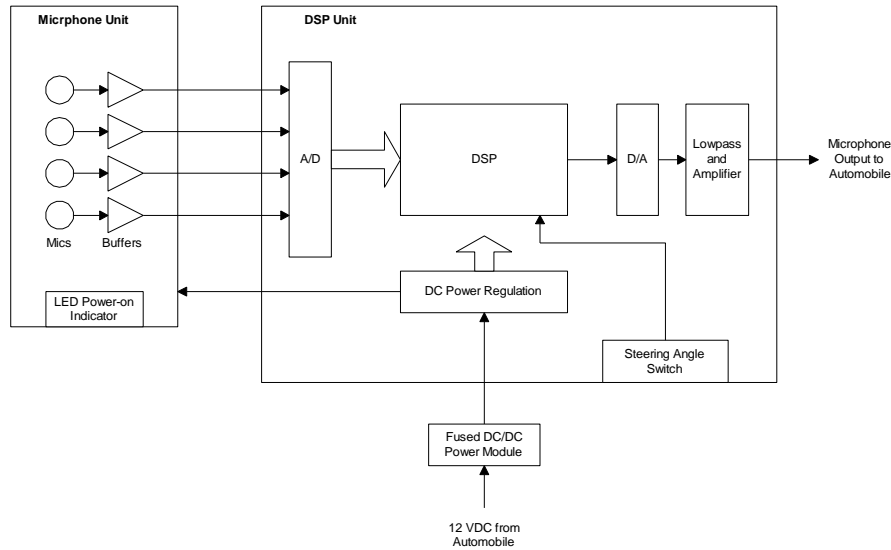 Micrphone Unit
DSP Unit
A/D
DSP
D/A
Lowpass
and
Amplifier
Microphone
Output to
Automobile
Mics
Buffers
LED Power-on
Indicator
DC Power Regulation
Steering Angle
Switch
Fused DC/DC
Power Module
12 VDC from
Automobile